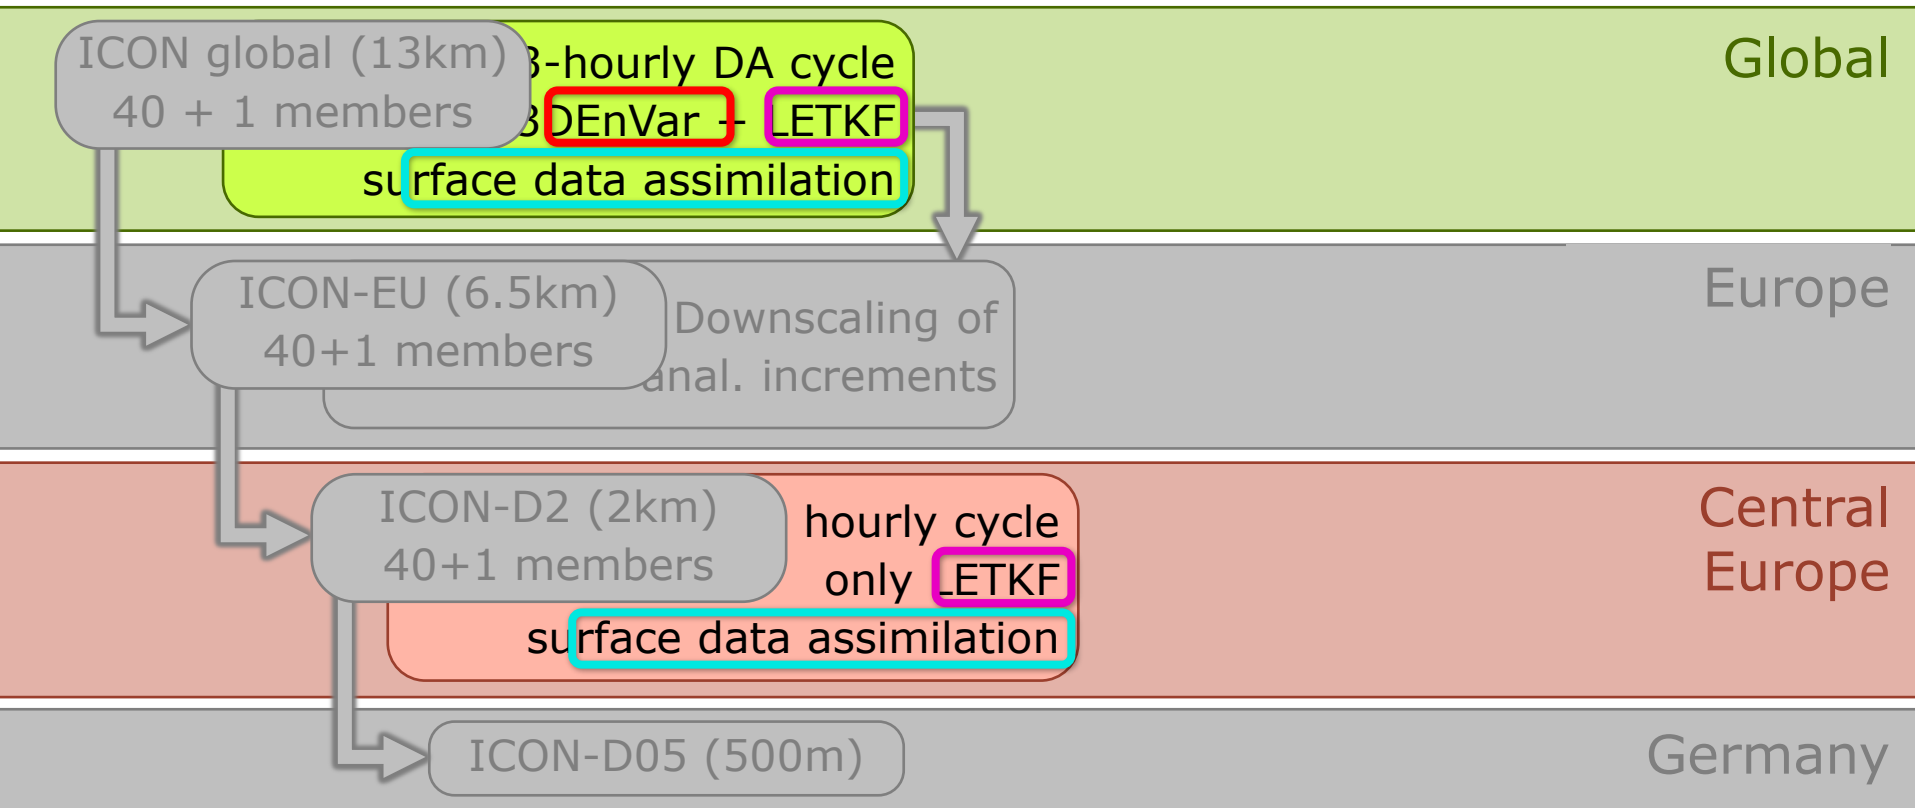 ICON global (13km)
40 + 1 members
3-hourly DA cycle
3DEnVar + LETKF
surface data assimilation
Global
ICON-EU (6.5km)
40+1 members
Downscaling of
anal. increments
Europe
ICON-D2 (2km)
40+1 members
hourly cycle
only LETKF
surface data assimilation
Central
Europe
ICON-D05 (500m)
Germany